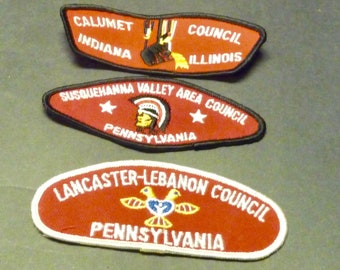 CALUMET COUNCIL
INDIANA ILLINOIS
SUSQUEHANNA VALLEY AREA COUNCIL
PENNSYLVANIA
LANCASTER-LEBANON COUNCIL
PENNSYLVANIA